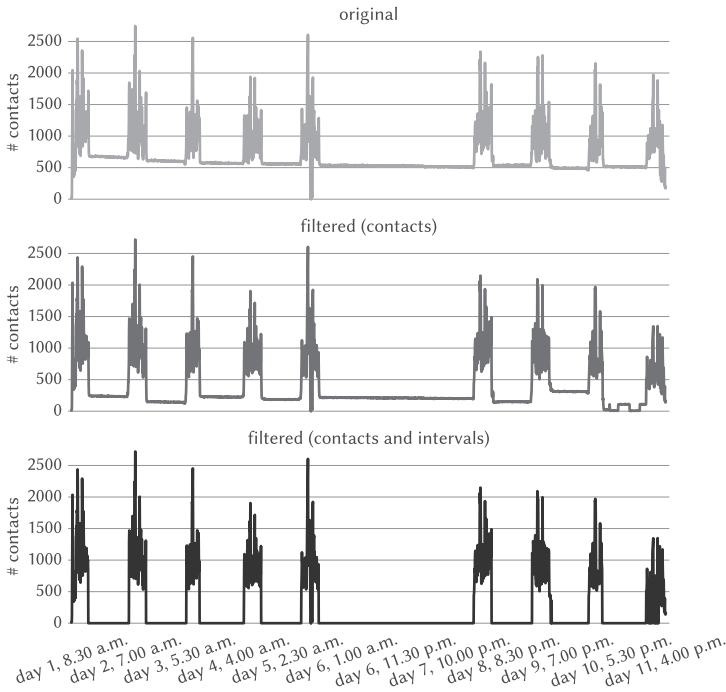 original
# contacts
2500
2000
1500
1000
500
0
filtered (contacts)
# contacts
2500
2000
1500
1000
500
0
filtered (contacts and intervals)
# contacts
2500
2000
1500
1000
500
0
day 1, 8.30 a.m.
day 2, 7.00 a.m.
day 3, 5.30 a.m.
day 4, 4.00 a.m.
day 5, 2.30 a.m.
day 6, 1.00 a.m.
day 6, 11.30 p.m.
day 7, 10.00 p.m.
day 8, 8.30 p.m.
day 9, 7.00 p.m.
day 10, 5.30 p.m.
day 11, 4.00 p.m.